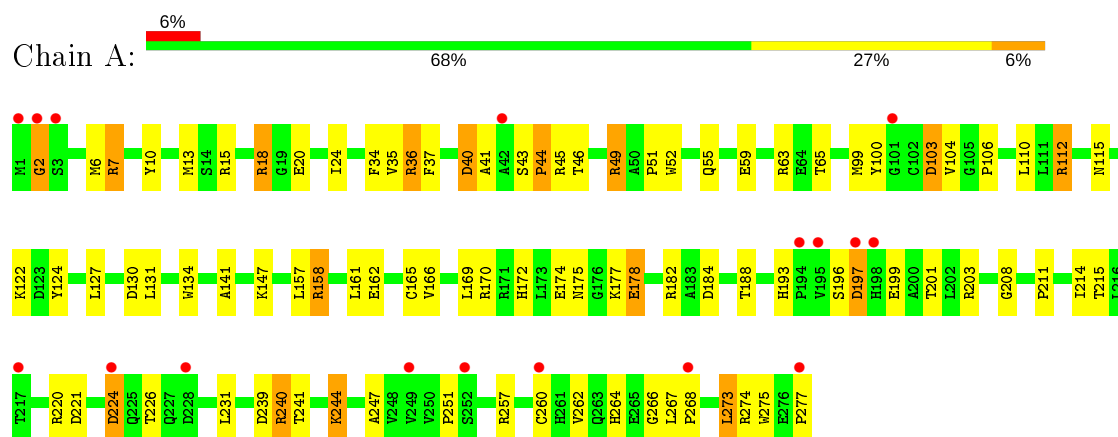 6%
Chain A:
68% 27% 6%
M1 G2 S3 M6 R7 Y10 M13 S14 R15 R18 G19 E20 I24 F34 V35 R36 F37 D40 A41 A42 S43 P44 R45 T46 R49 A50 P51 W52 Q55 E59 R63 E64 T65 M99 Y100 G101 C102 D103 V104 G105 P106 L110 L111 R112 N115
K122 D123 Y124 L127 D130 L131 W134 A141 K147 L157 R158 L161 E162 C165 V166 L169 R170 R171 H172 L173 E174 N175 G176 K177 E178 R182 A183 D184 T188 H193 P194 V195 S196 D197 H198 E199 A200 T201 L202 R203 G208 P211 I214 T215 L216
T217 R220 D221 D224 Q225 T226 Q227 D228 L231 D239 R240 T241 K244 A247 V248 V249 V250 P251 S252 R257 C260 H261 V262 Q263 H264 E265 G266 L267 P268 L273 R274 W275 E276 P277